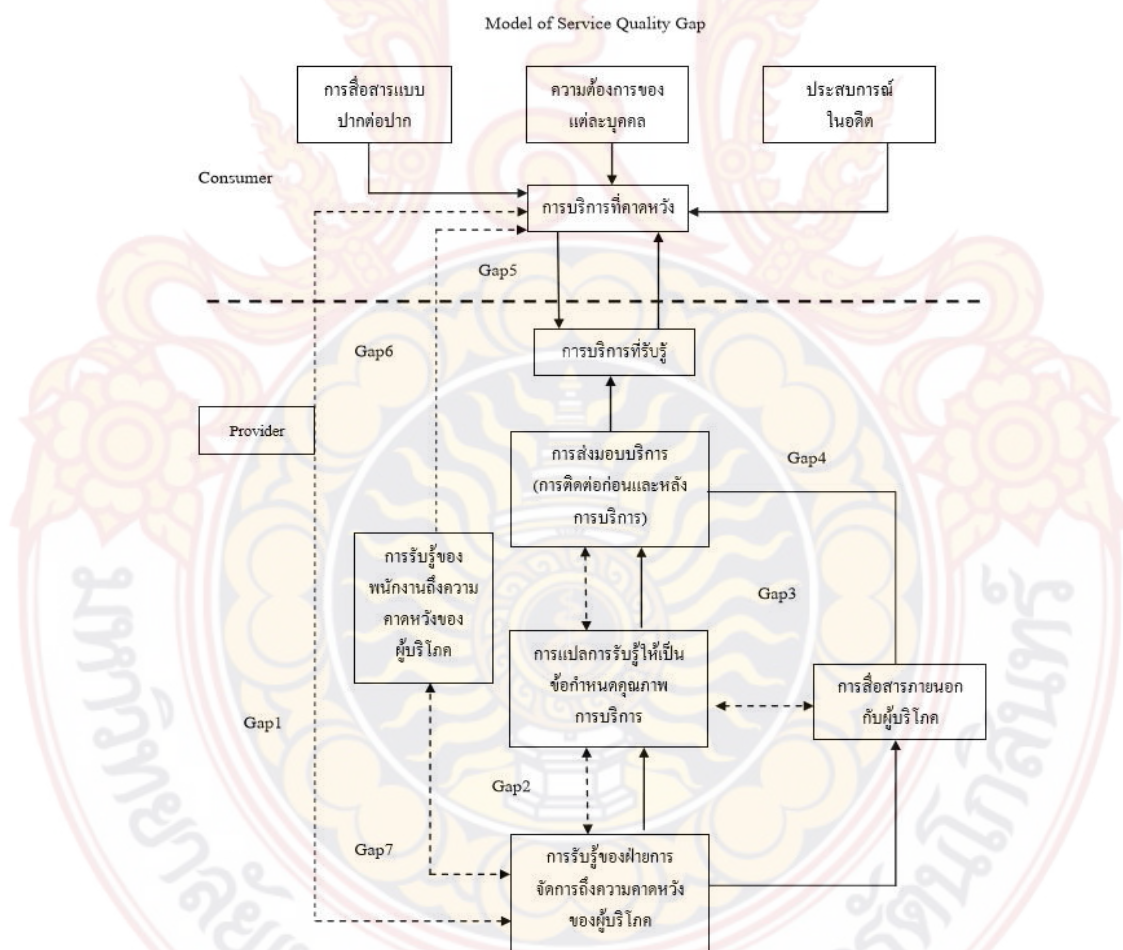 Model of Service Quality Gap
การสื่อสารแบบ
ปากต่อปาก
ความต้องการของ
แต่ละบุคคล
ประสบการณ์
ในอดีต
Consumer
การบริการที่คาดหวัง
Gap5
การบริการที่รับรู้
Gap6
Provider
การส่งมอบบริการ
(การติดต่อก่อนและหลัง
การบริการ)
Gap4
การรับรู้ของ
พนักงานถึงความ
คาดหวังของ
ผู้บริโภค
Gap3
การแปลการรับรู้ให้เป็น
ข้อกำหนดคุณภาพ
การบริการ
การสื่อสารภายนอก
กับผู้บริโภค
Gap1
Gap2
Gap7
การรับรู้ของฝ่ายการ
จัดการถึงความคาดหวัง
ของผู้บริโภค